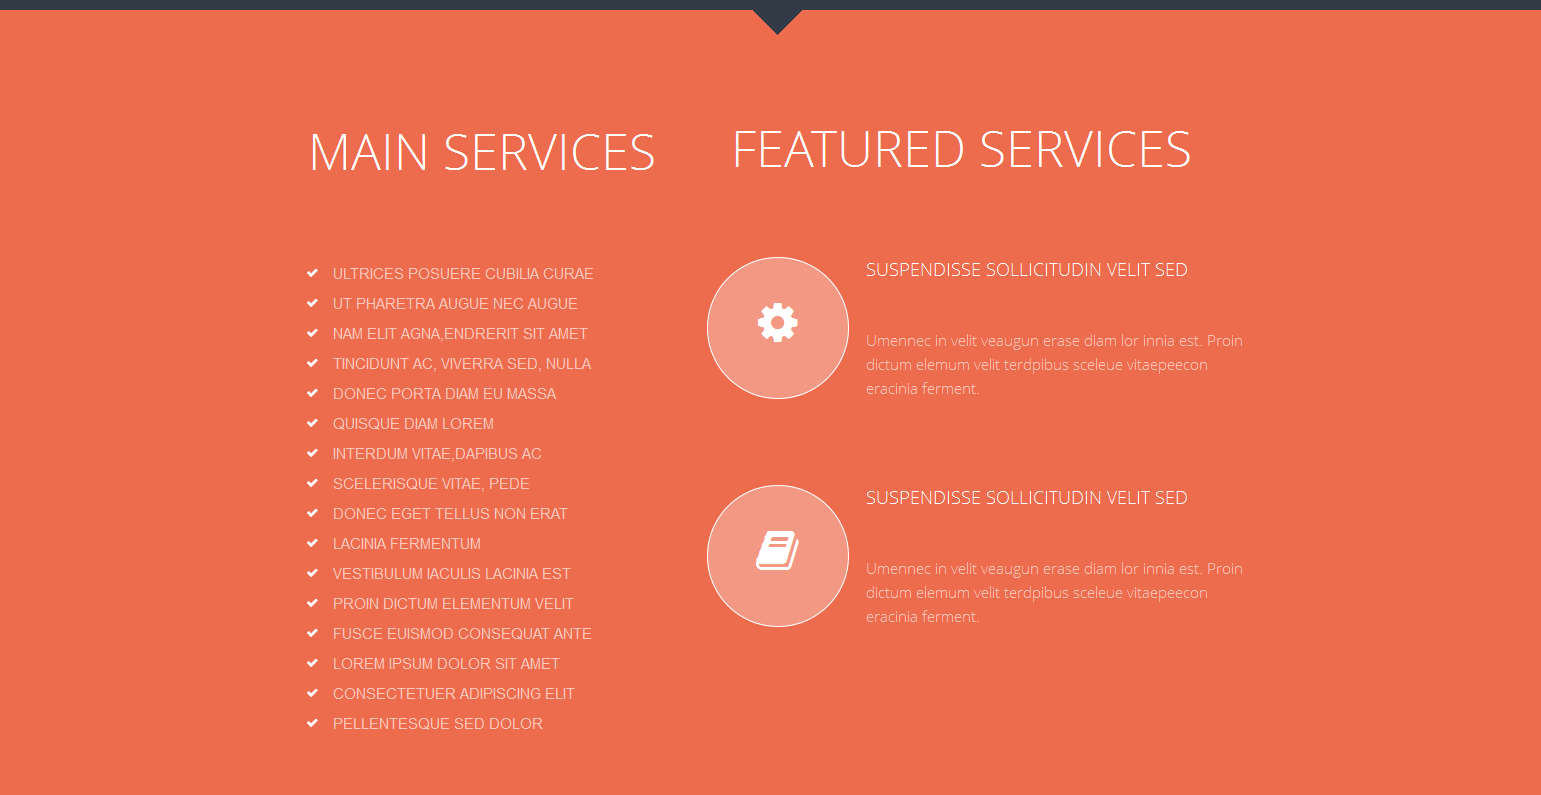 MAIN SERVICES
ULTRICES POSUERE CUBILIA CURAE
UT PHARETRA AUGUE NEC AUGUE
NAM ELIT AGNA,ENDRERIT SIT AMET
TINCIDUNT AC, VIVERRA SED, NULLA
DONEC PORTA DIAM EU MASSA
QUISQUE DIAM LOREM
INTERDUM VITAE,DAPIBUS AC
SCELERISQUE VITAE, PEDE
DONEC EGET TELLUS NON ERAT
LACINIA FERMENTUM
VESTIBULUM IACULIS LACINIA EST
PROIN DICTUM ELEMENTUM VELIT
FUSCE EUISMOD CONSEQUAT ANTE
LOREM IPSUM DOLOR SIT AMET
CONSECTETUER ADIPISCING ELIT
PELLENTESQUE SED DOLOR
FEATURED SERVICES
SUSPENDISSE SOLLICITUDIN VELIT SED
Umennec in velit veaugun erase diam lor innia est. Proin
dictum elemum velit terdpibus sceleue vitaepeecon
eracinia ferment.
SUSPENDISSE SOLLICITUDIN VELIT SED
Umennec in velit veaugun erase diam lor innia est. Proin
dictum elemum velit terdpibus sceleue vitaepeecon
eracinia ferment.